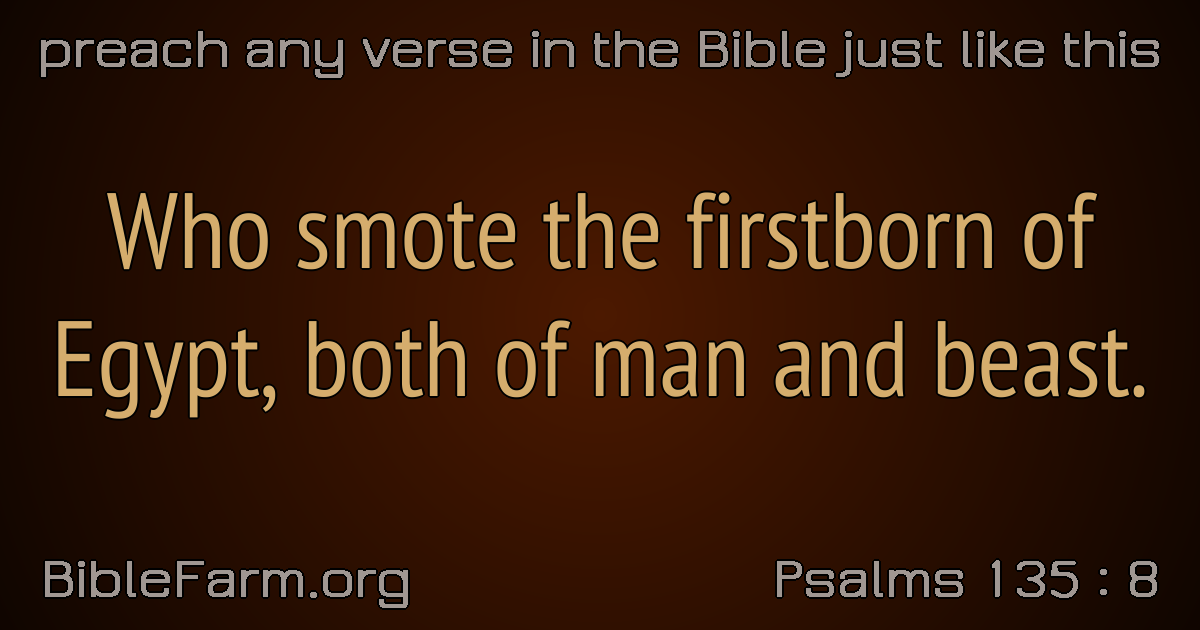 preach any verse in the Bible just like this
Who smote the firstborn of
Egypt, both of man and beast.
BibleFarm.org
Psalms 135 : 8